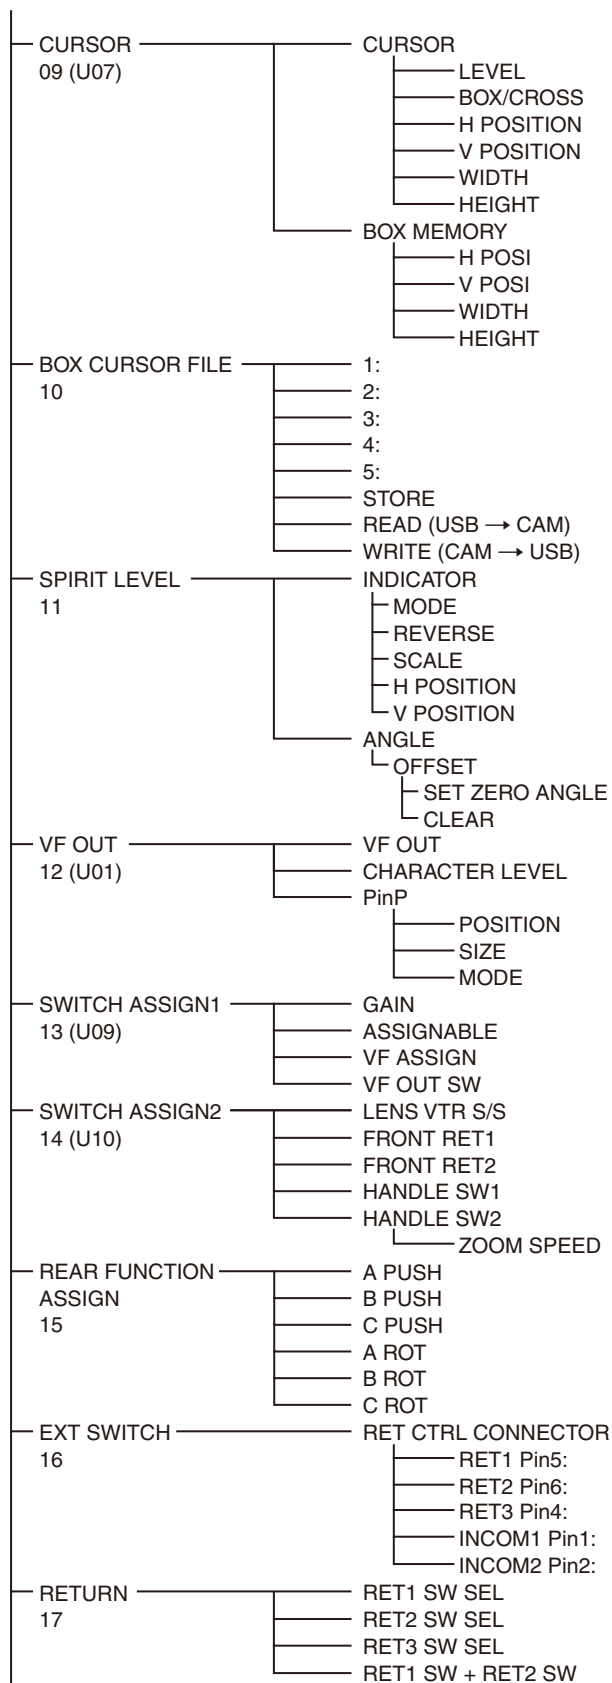 CURSOR
09 (U07)
CURSOR
LEVEL
BOX/CROSS
H POSITION
V POSITION
WIDTH
HEIGHT
BOX MEMORY
H POSI
V POSI
WIDTH
HEIGHT
BOX CURSOR FILE
10
1:
2:
3:
4:
5:
STORE
READ (USB → CAM)
WRITE (CAM → USB)
SPIRIT LEVEL
11
INDICATOR
MODE
REVERSE
SCALE
H POSITION
V POSITION
ANGLE
OFFSET
SET ZERO ANGLE
CLEAR
VF OUT
12 (U01)
VF OUT
CHARACTER LEVEL
PinP
POSITION
SIZE
MODE
SWITCH ASSIGN1
13 (U09)
GAIN
ASSIGNABLE
VF ASSIGN
VF OUT SW
SWITCH ASSIGN2
14 (U10)
LENS VTR S/S
FRONT RET1
FRONT RET2
HANDLE SW1
HANDLE SW2
ZOOM SPEED
REAR FUNCTION
ASSIGN
15
A PUSH
B PUSH
C PUSH
A ROT
B ROT
C ROT
EXT SWITCH
16
RET CTRL CONNECTOR
RET1 Pin5:
RET2 Pin6:
RET3 Pin4:
INCOM1 Pin1:
INCOM2 Pin2:
RETURN
17
RET1 SW SEL
RET2 SW SEL
RET3 SW SEL
RET1 SW + RET2 SW